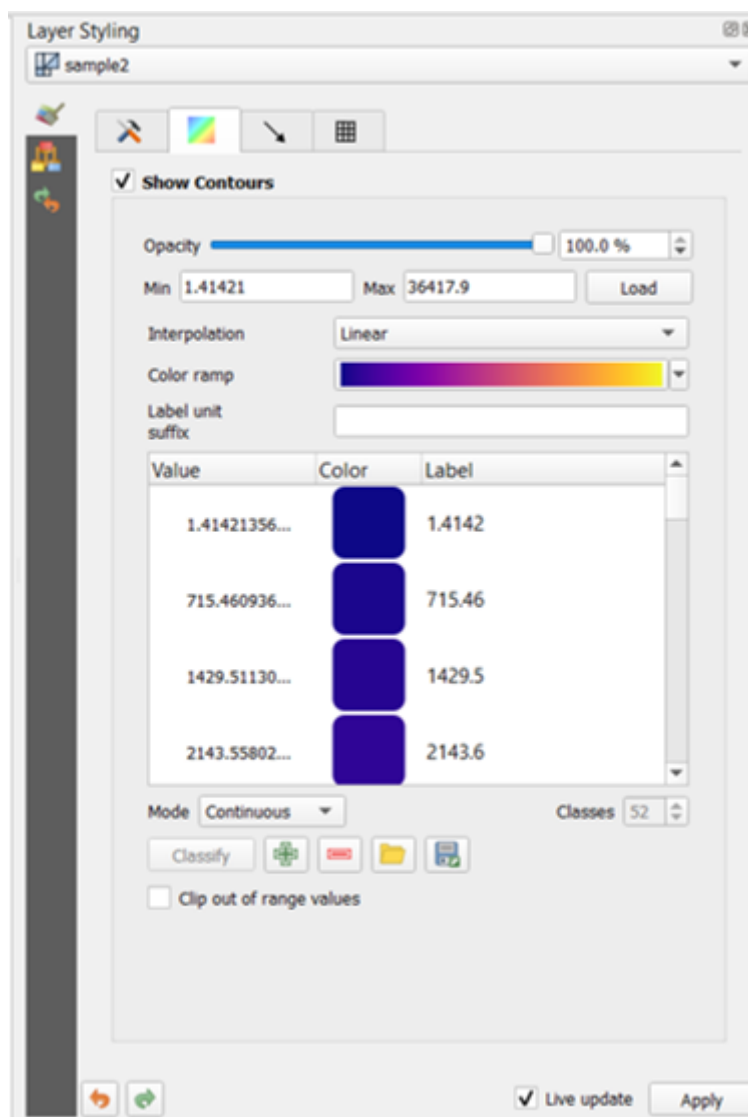 Layer Styling
sample2
Show Contours
Opacity 100.0 %
Min 1.41421 Max 36417.9 Load
Interpolation Linear
Color ramp
Label unit
suffix
Value Color Label
1.41421356... 1.4142
715.460936... 715.46
1429.51130... 1429.5
2143.55802... 2143.6
Mode Continuous Classes 52
Classify
Clip out of range values
Live update Apply